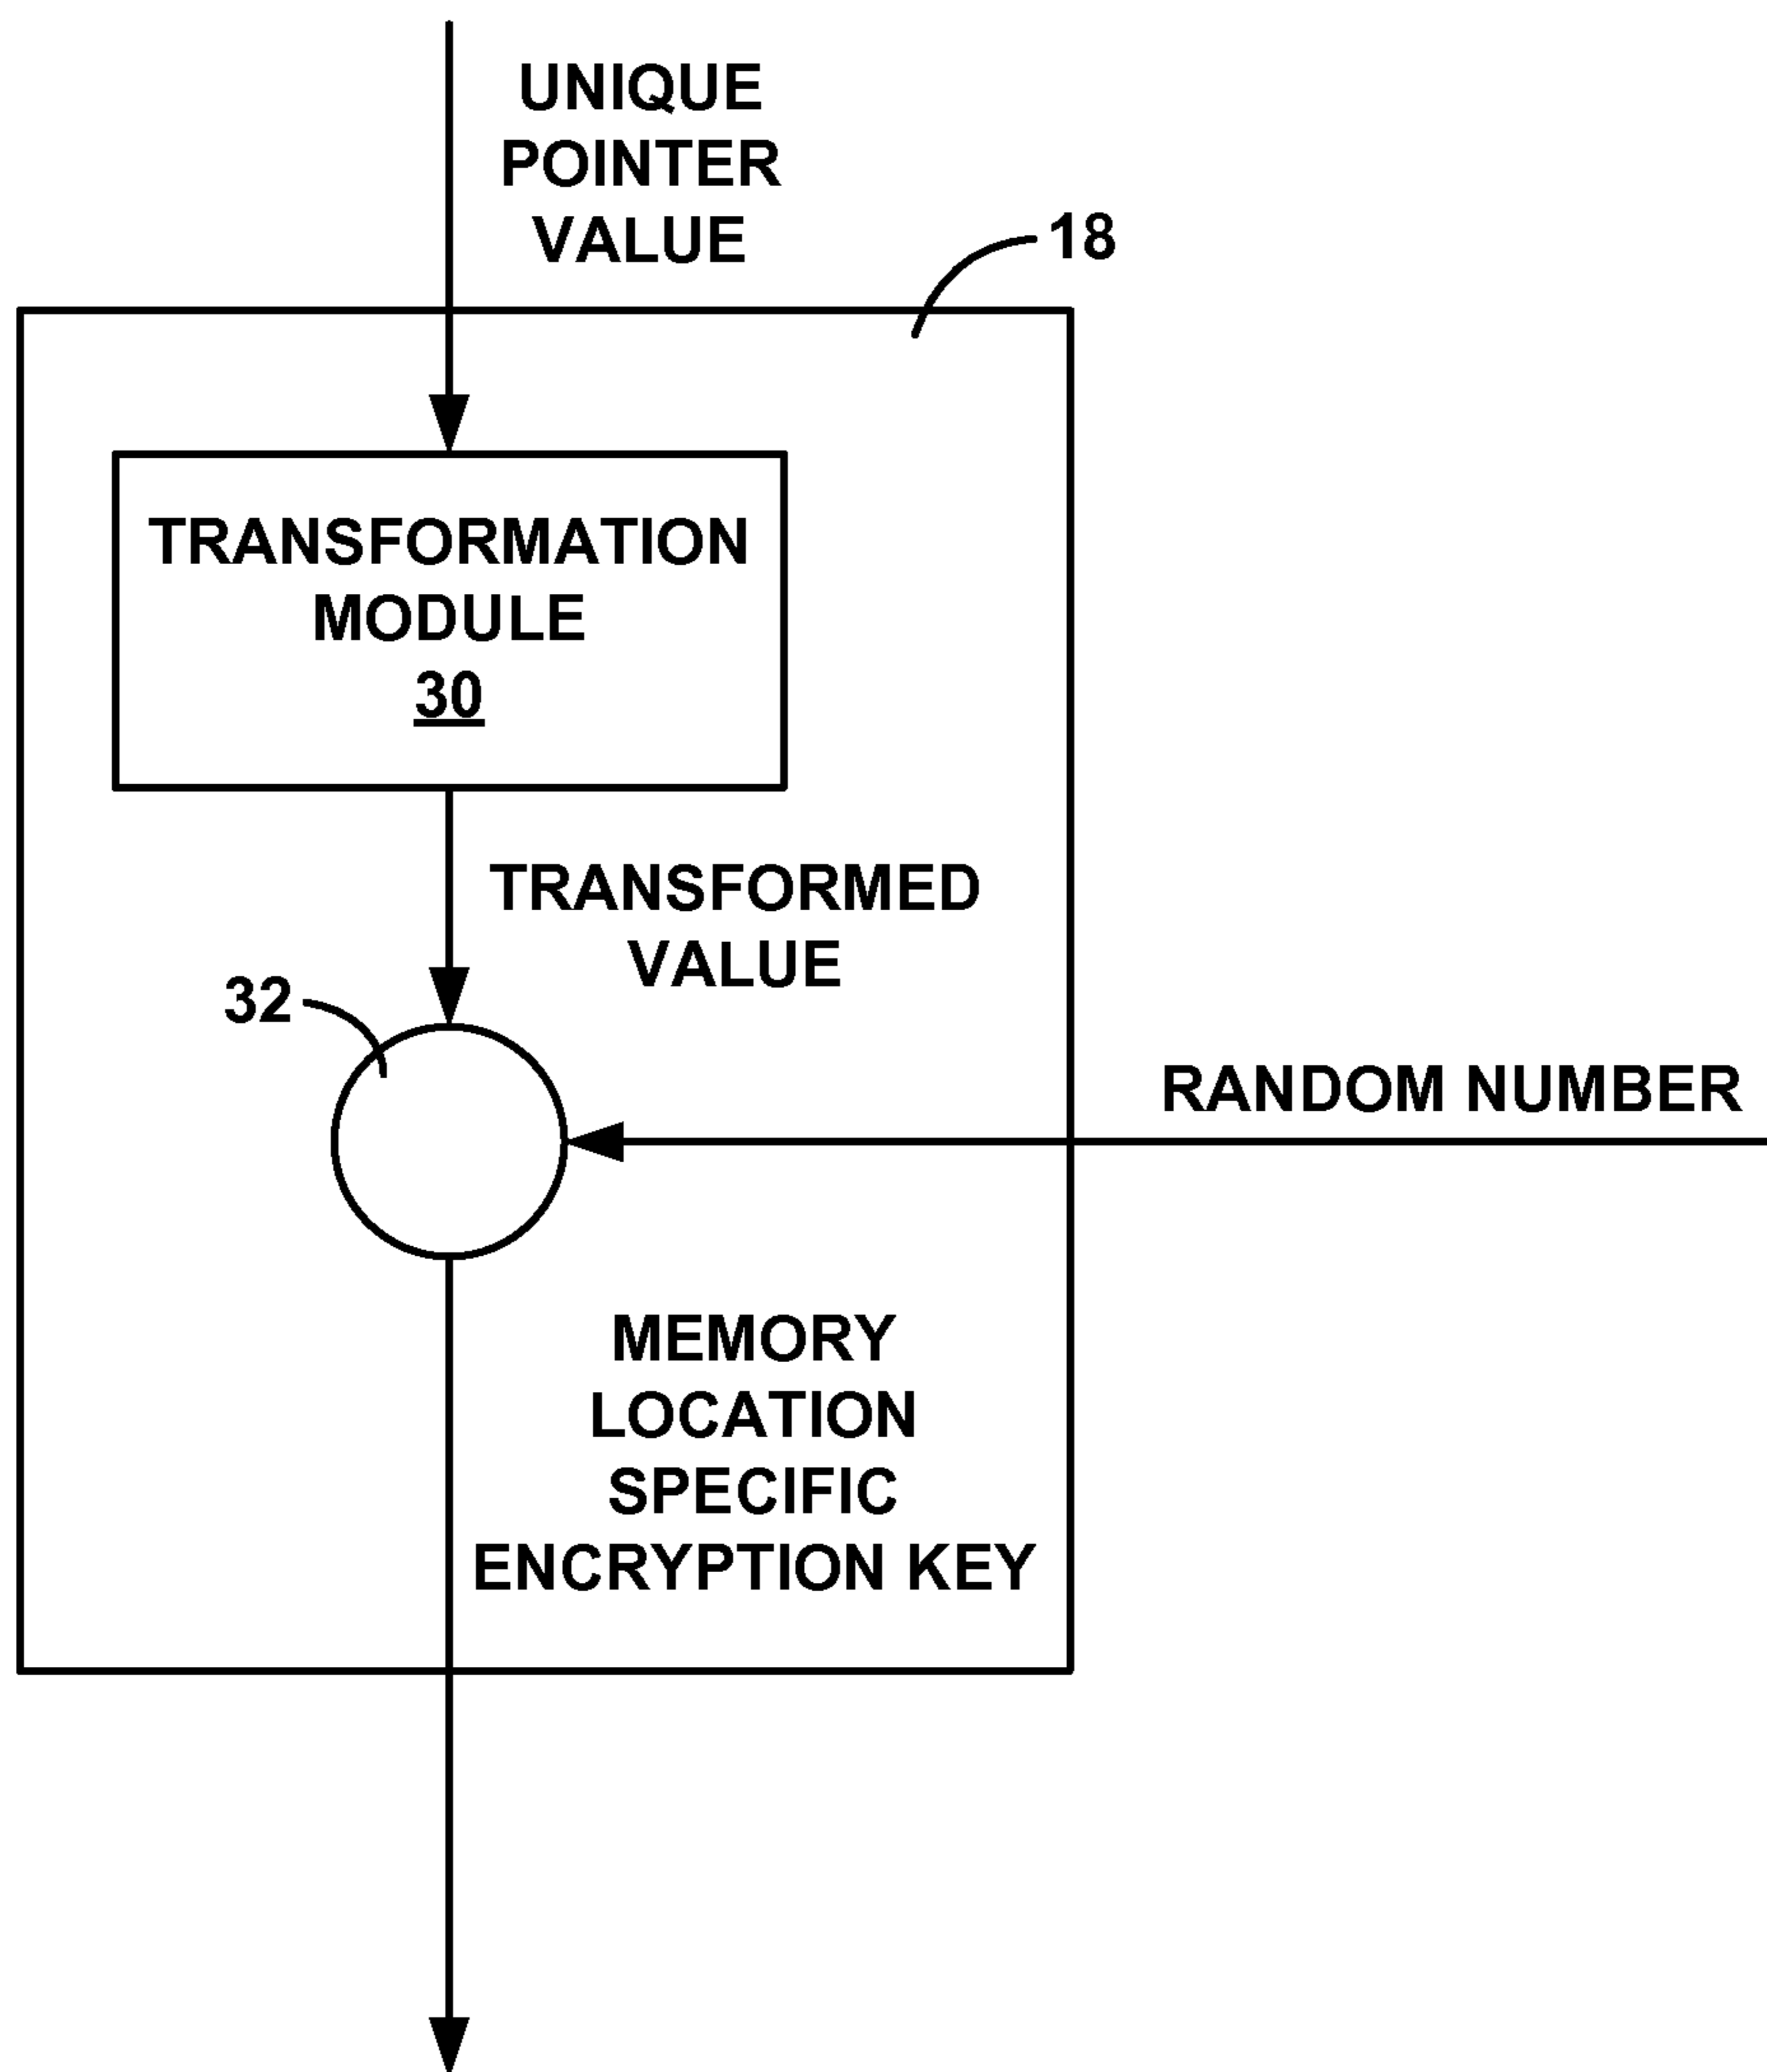 UNIQUE
POINTER
VALUE
18
TRANSFORMATION
MODULE
30
TRANSFORMED
VALUE
32
RANDOM NUMBER
MEMORY
LOCATION
SPECIFIC
ENCRYPTION KEY